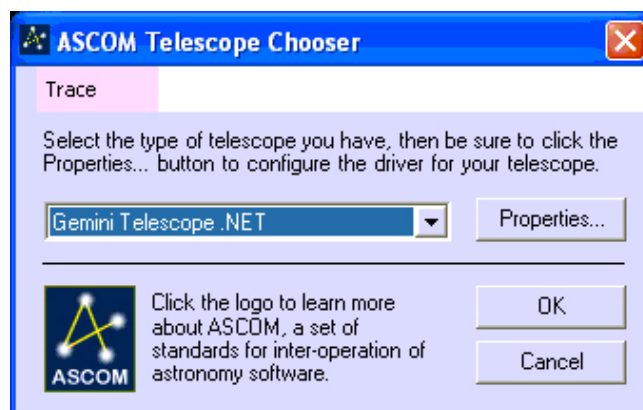 ASCOM Telescope Chooser
Trace
Select the type of telescope you have, then be sure to click the
Properties... button to configure the driver for your telescope.
Gemini Telescope .NET
Properties...
Click the logo to learn more
about ASCOM, a set of
standards for inter-operation of
astronomy software.
ASCOM
OK
Cancel